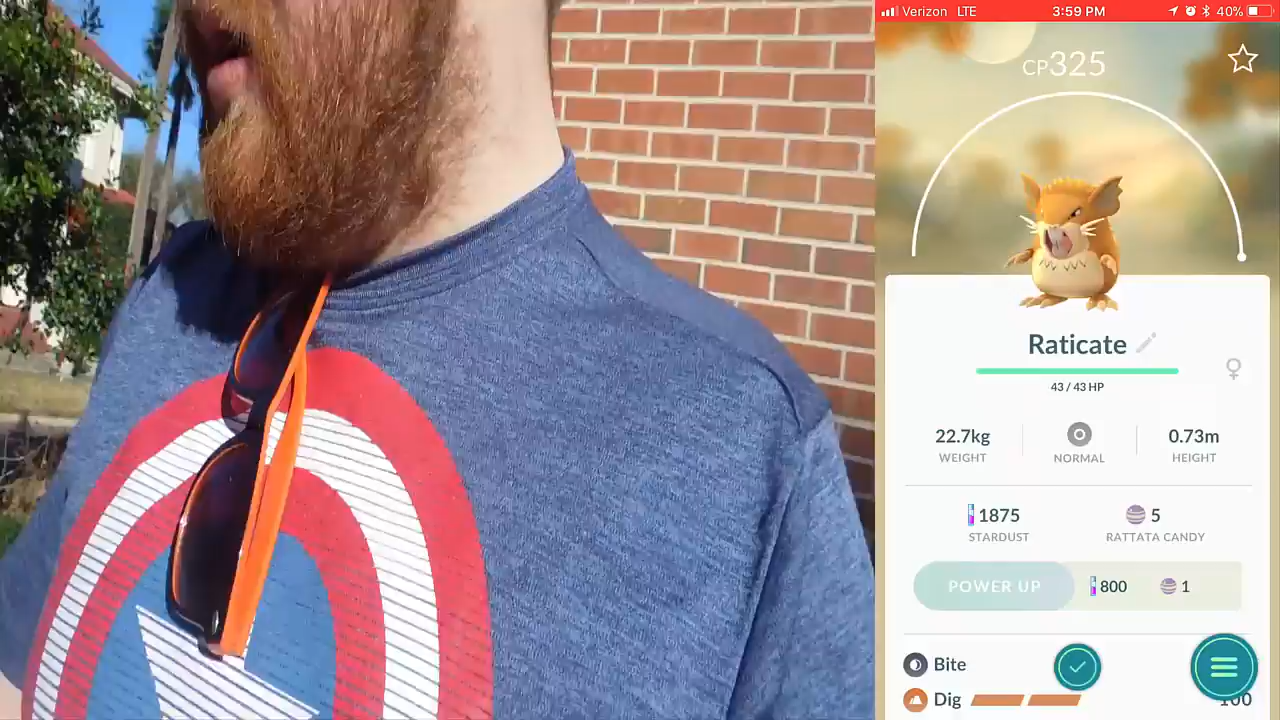 Verizon LTE 3:59 PM 40%
CP325
Raticate
43 / 43 HP
22.7kg
WEIGHT
NORMAL
0.73m
HEIGHT
1875
STARDUST
5
RATTATA CANDY
POWER UP 800 1
Bite
Dig 100